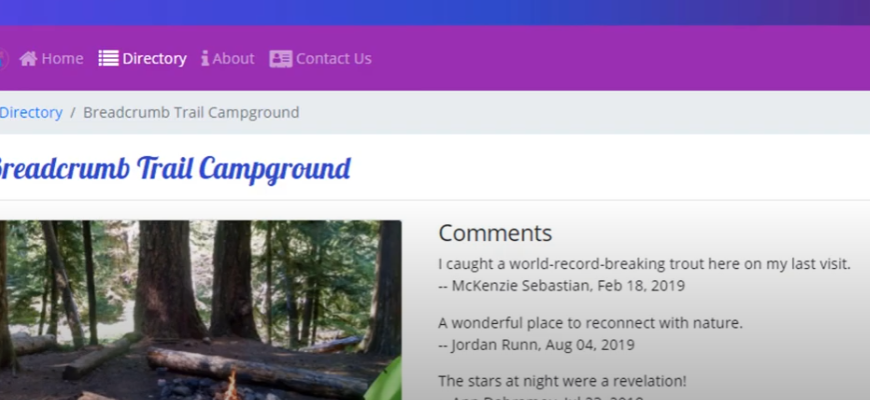 Home Directory About Contact Us
Directory / Breadcrumb Trail Campground
Breadcrumb Trail Campground
Comments
I caught a world-record-breaking trout here on my last visit.
-- McKenzie Sebastian, Feb 18, 2019
A wonderful place to reconnect with nature.
-- Jordan Runn, Aug 04, 2019
The stars at night were a revelation!